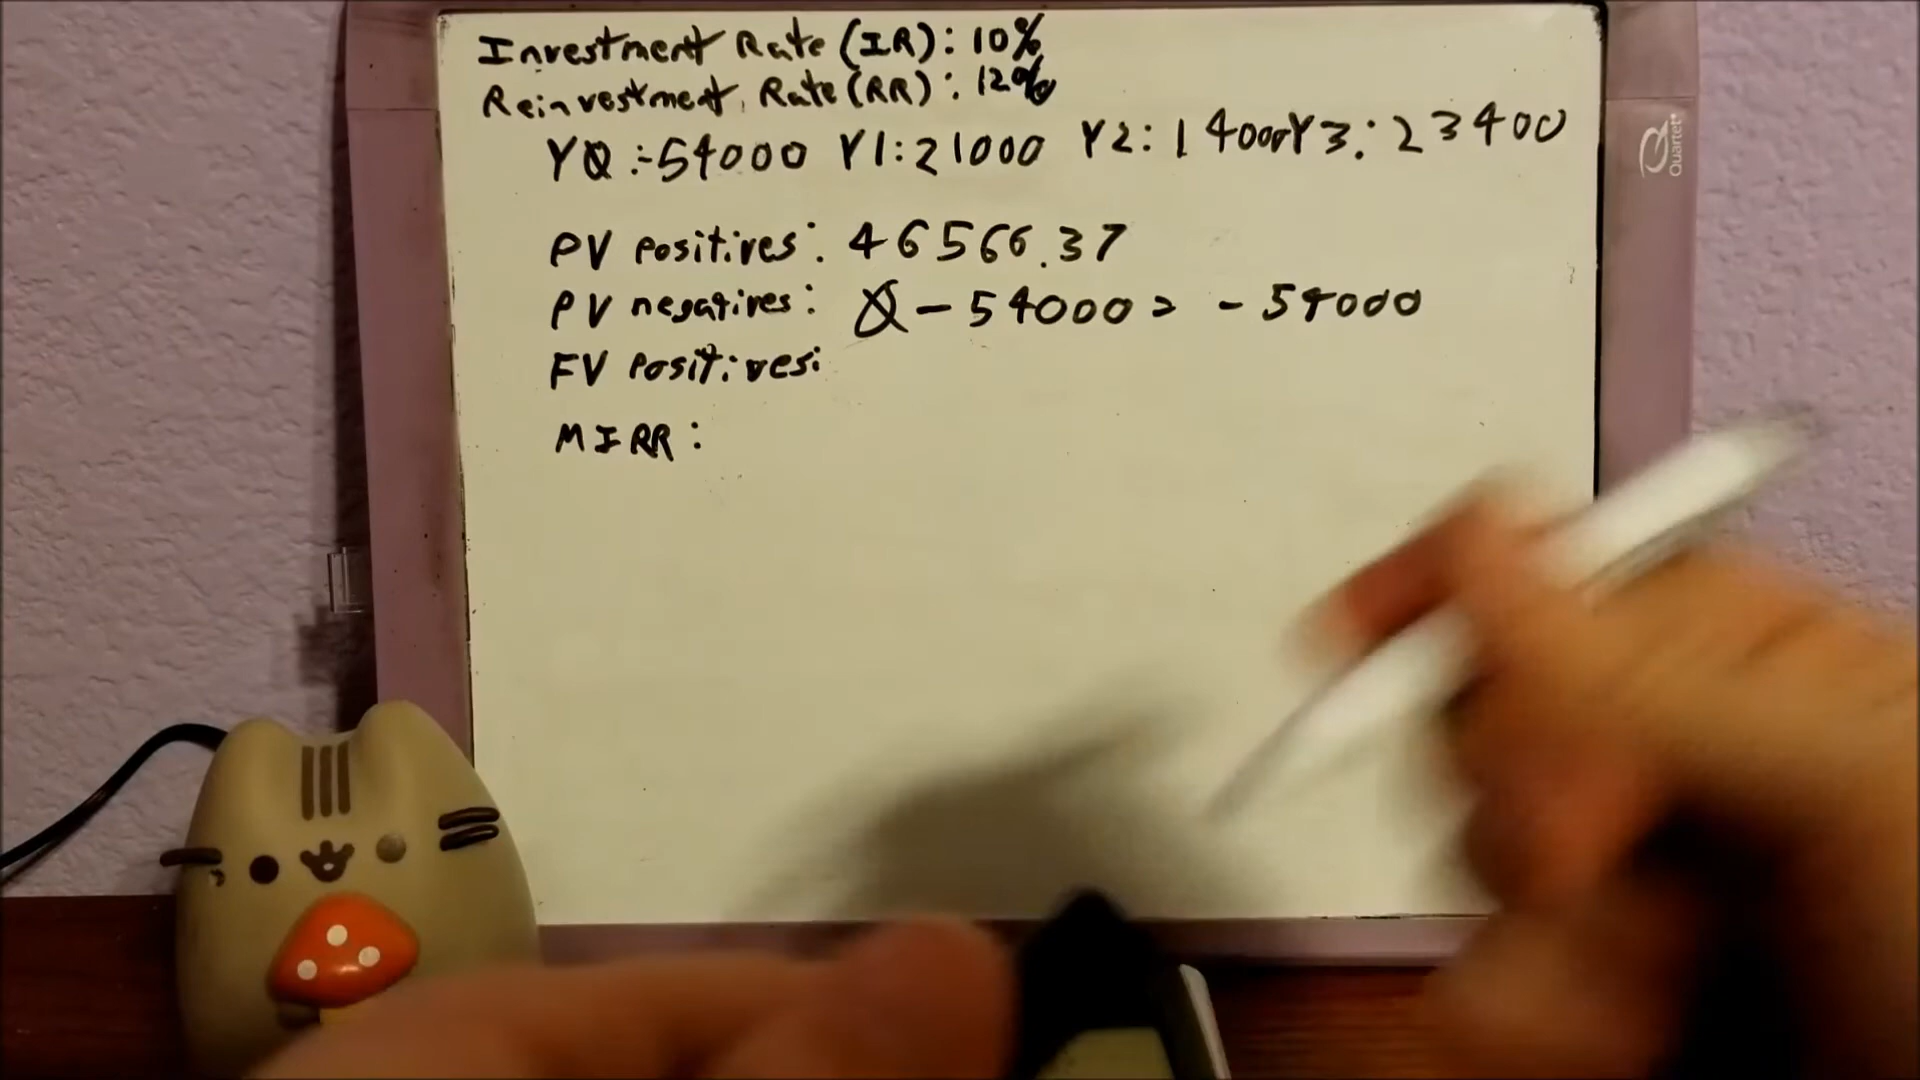 Investment Rate (IR): 10%
Reinvestment Rate (RR): 12%
Y0: -54000 Y1: 21000 Y2: 14000 Y3: 23400
Quartet
PV positives: 46566.37
PV negatives: 0 - 54000 = -54000
FV positives:
MIRR: